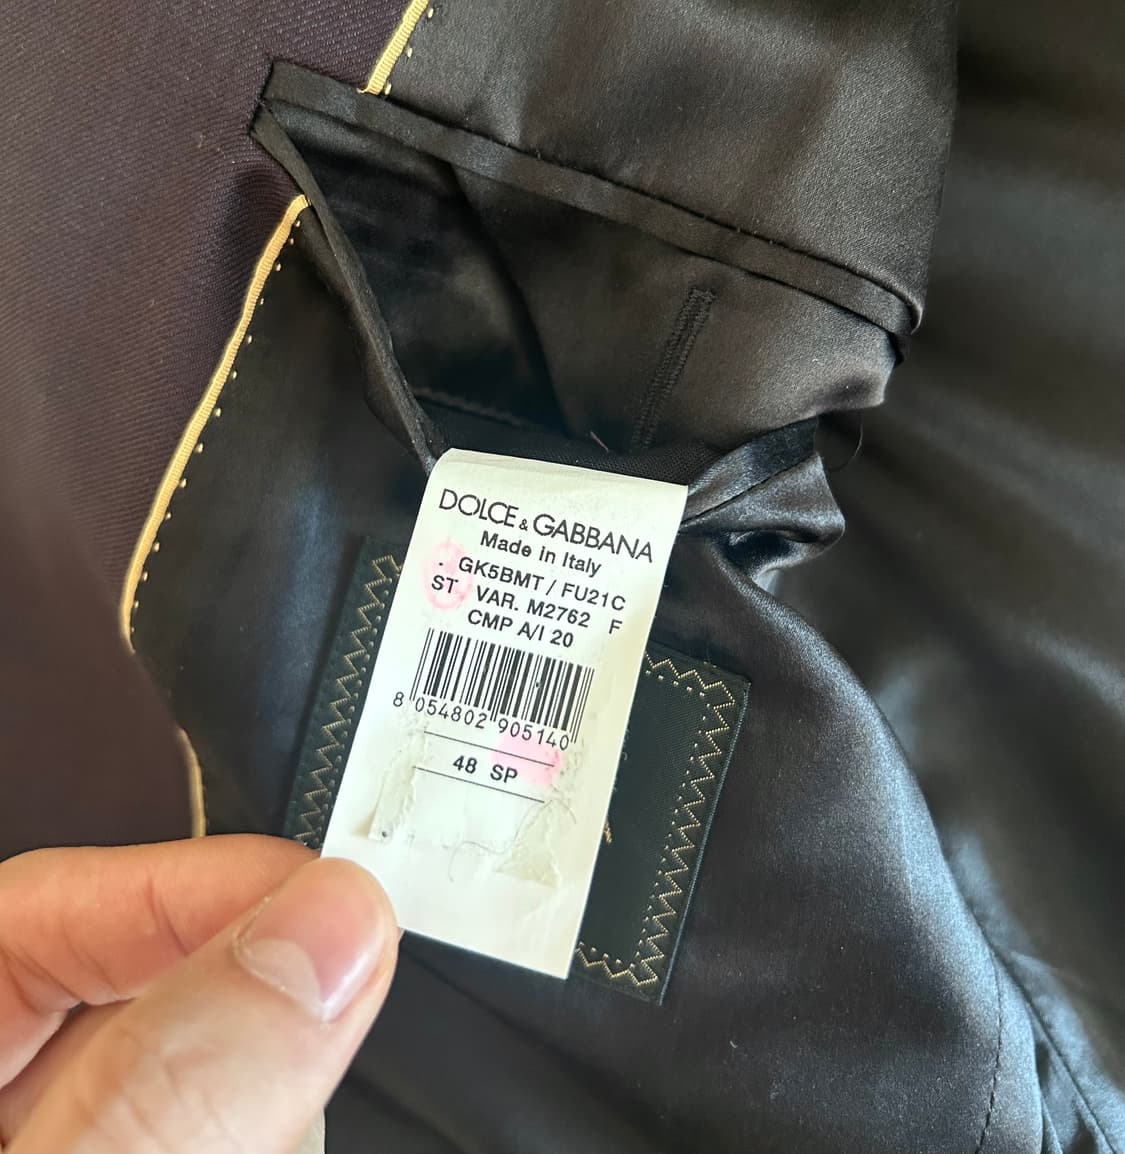 DOLCE & GABBANA
Made in Italy
. GK5BMT / FU21C
ST. VAR. M2762 F
CMP A/I 20
8 054802 905140
48 SP